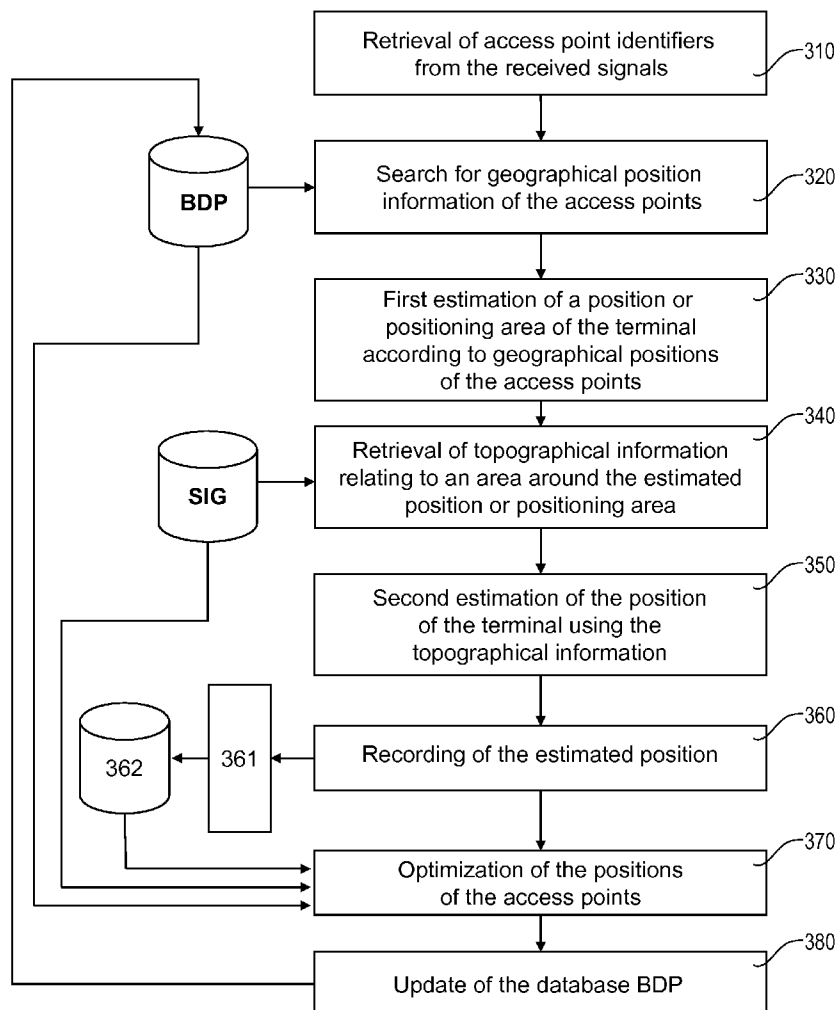 Retrieval of access point identifiers
from the received signals
310
BDP
Search for geographical position
information of the access points
320
First estimation of a position or
positioning area of the terminal
according to geographical positions
of the access points
330
SIG
Retrieval of topographical information
relating to an area around the estimated
position or positioning area
340
Second estimation of the position
of the terminal using the
topographical information
350
362
361
Recording of the estimated position
360
Optimization of the positions
of the access points
370
Update of the database BDP
380